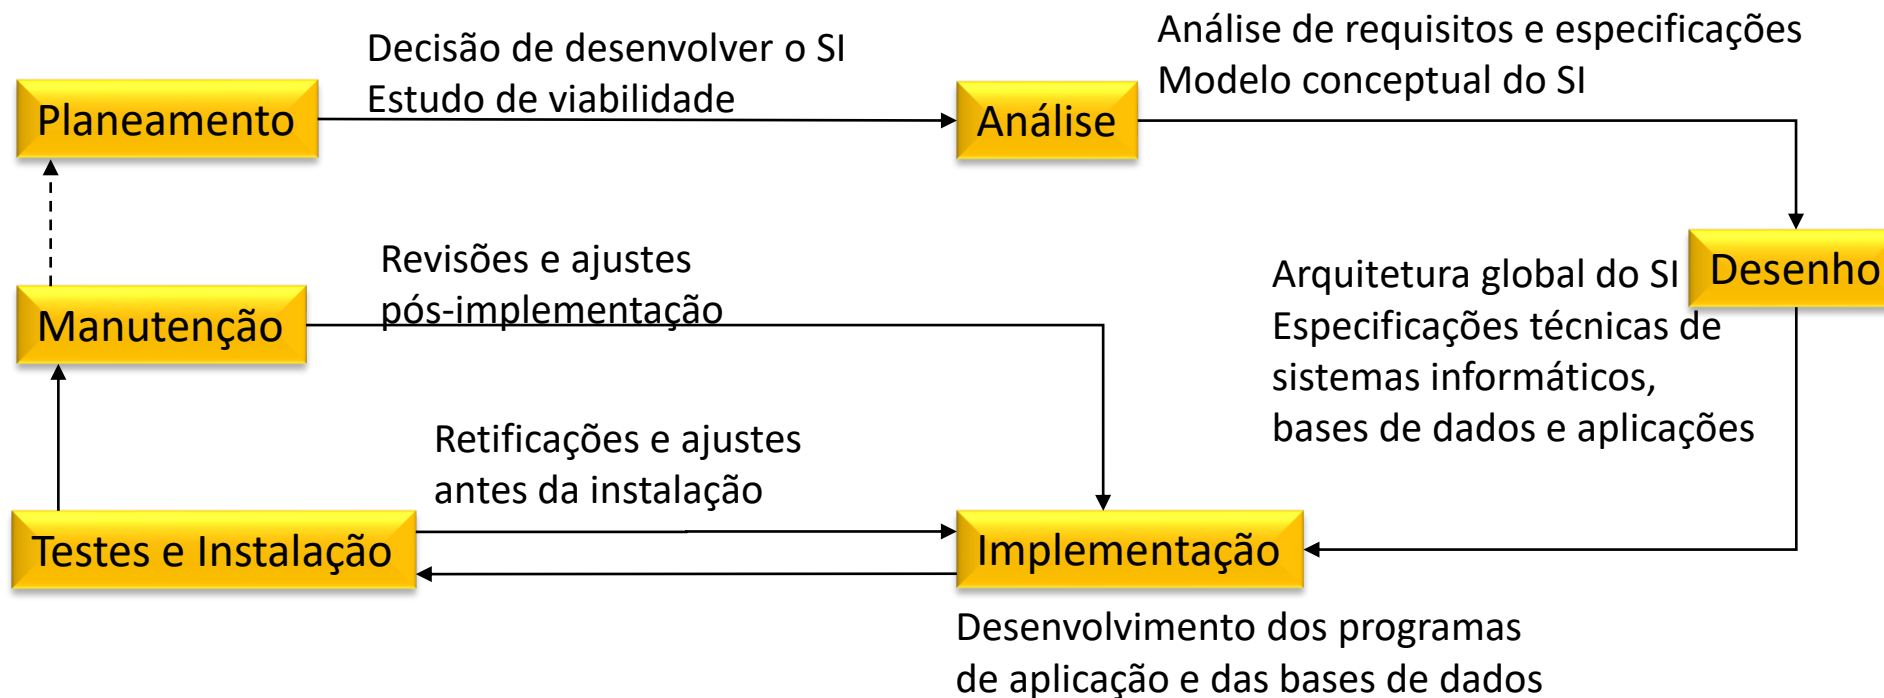 Planeamento
Decisão de desenvolver o SI
Estudo de viabilidade
Análise
Análise de requisitos e especificações
Modelo conceptual do SI
Desenho
Arquitetura global do SI
Especificações técnicas de
sistemas informáticos,
bases de dados e aplicações
Manutenção
Revisões e ajustes
pós-implementação
Testes e Instalação
Retificações e ajustes
antes da instalação
Implementação
Desenvolvimento dos programas
de aplicação e das bases de dados